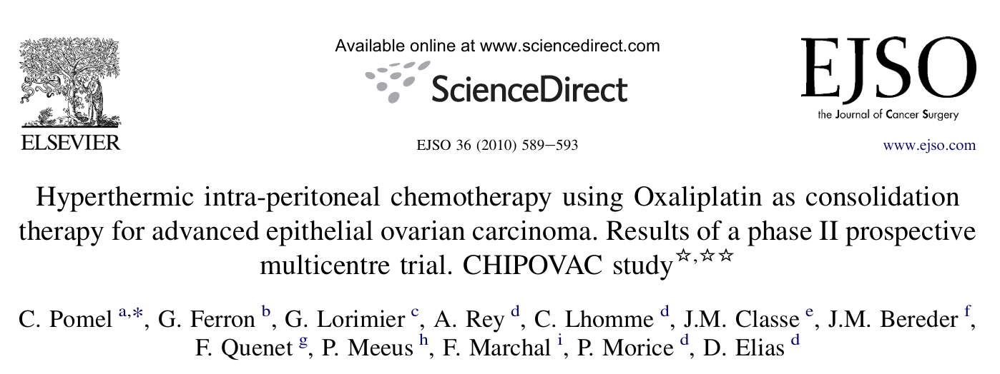 Available online at www.sciencedirect.com
ScienceDirect
ELSEVIER
EJSO
the Journal of Cancer Surgery
EJSO 36 (2010) 589–593
www.ejso.com
Hyperthermic intra-peritoneal chemotherapy using Oxaliplatin as consolidation
therapy for advanced epithelial ovarian carcinoma. Results of a phase II prospective
multicentre trial. CHIPOVAC study☆,☆☆
C. Pomel a,*, G. Ferron b, G. Lorimier c, A. Rey d, C. Lhomme d, J.M. Classe e, J.M. Bereder f,
F. Quenet g, P. Meeus h, F. Marchal i, P. Morice d, D. Elias d